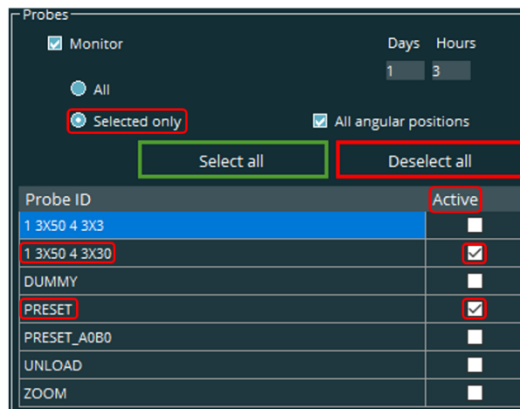 Probes
Monitor Days Hours
1 3
All
Selected only All angular positions
Select all Deselect all
Probe ID Active
1 3X50 4 3X3
1 3X50 4 3X30
DUMMY
PRESET
PRESET_A0B0
UNLOAD
ZOOM